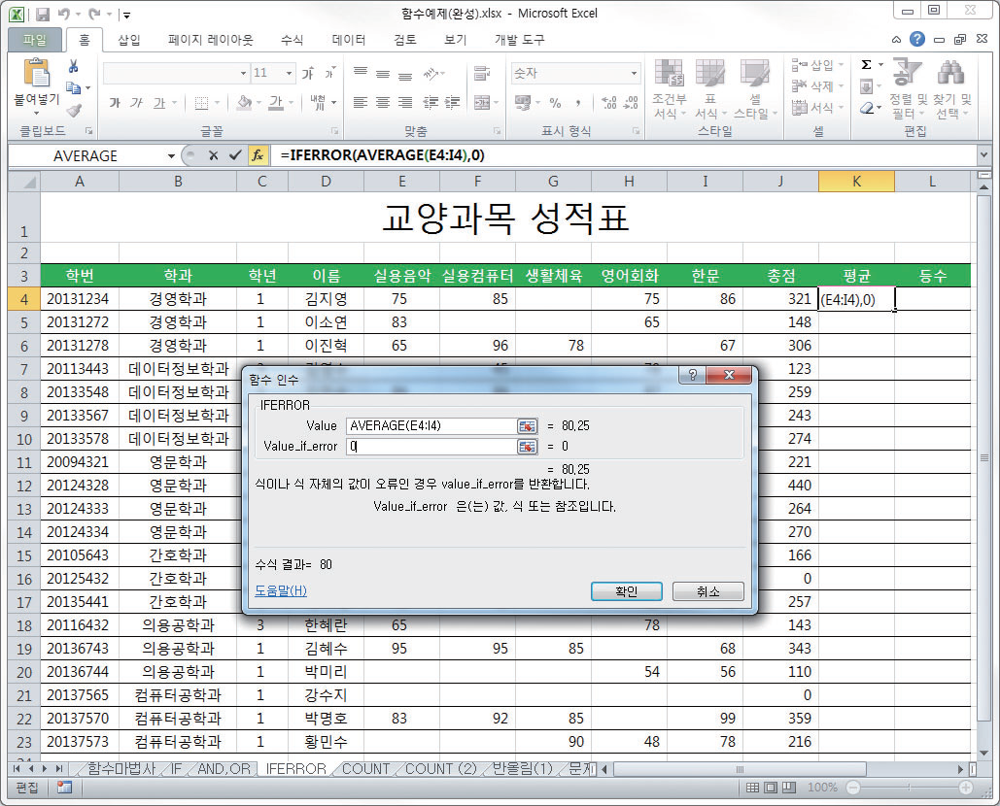 함수예제(완성).xlsx - Microsoft Excel
파일 홈 삽입 페이지 레이아웃 수식 데이터 검토 보기 개발 도구
붙여넣기 11 가 가 가 가 가 가 내천 숫자 % , 조건부 서식 표 서식 셀 스타일 삽입 삭제 서식 Σ 정렬 및 필터 찾기 및 선택
클립보드 글꼴 맞춤 표시 형식 스타일 셀 편집
AVERAGE fx =IFERROR(AVERAGE(E4:I4),0)
A B C D E F G H I J K L
1 교양과목 성적표
2
3 학번 학과 학년 이름 실용음악 실용컴퓨터 생활체육 영어회화 한문 총점 평균 등수
4 20131234 경영학과 1 김지영 75 85 75 86 321 (E4:I4),0)
5 20131272 경영학과 1 이소연 83 65 148
6 20131278 경영학과 1 이진혁 65 96 78 67 306
7 20113443 데이터정보학과 123
8 20133548 데이터정보학과 259
9 20133567 데이터정보학과 243
10 20133578 데이터정보학과 274
11 20094321 영문학과 221
12 20124328 영문학과 440
13 20124333 영문학과 264
14 20124334 영문학과 270
15 20105643 간호학과 166
16 20125432 간호학과 0
17 20135441 간호학과 257
18 20116432 의용공학과 3 한혜란 65 78 143
19 20136743 의용공학과 1 김혜수 95 95 85 68 343
20 20136744 의용공학과 1 박미리 54 56 110
21 20137565 컴퓨터공학과 1 강수지 0
22 20137570 컴퓨터공학과 1 박명호 83 92 85 99 359
23 20137573 컴퓨터공학과 1 황민수 90 48 78 216
함수 인수
IFERROR
Value AVERAGE(E4:I4) = 80,25
Value_if_error 0 = 0
= 80,25
식이나 식 자체의 값이 오류인 경우 value_if_error를 반환합니다.
Value_if_error 은(는) 값, 식 또는 참조입니다.
수식 결과= 80
도움말(H) 확인 취소
함수마법사 IF AND,OR IFERROR COUNT COUNT (2) 반올림(1) 문자
편집 100%